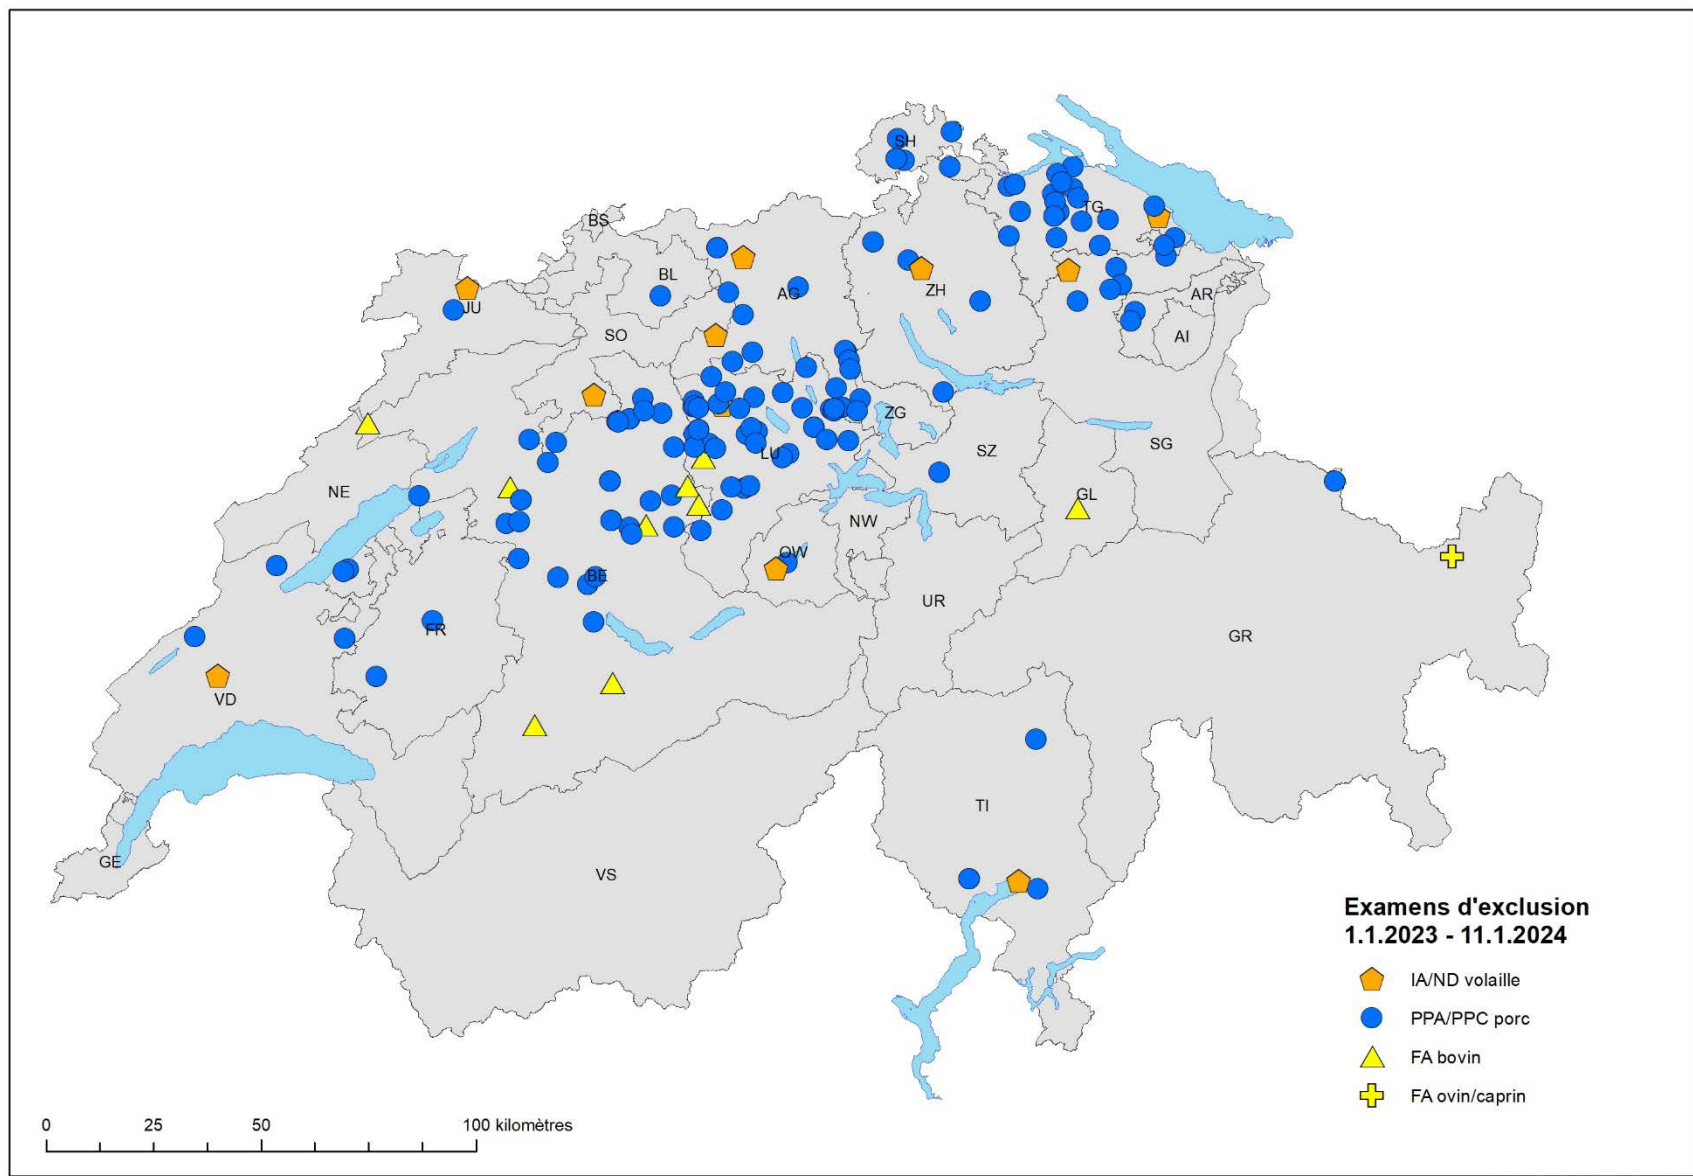 SH
BS
TG
BL
JU
AG
ZH
AR
SO
AI
ZG
LU
SZ
SG
NE
GL
NW
OW
BE
UR
FR
GR
VD
TI
GE
VS
Examens d'exclusion
1.1.2023 - 11.1.2024
IA/ND volaille
PPA/PPC porc
FA bovin
FA ovin/caprin
0 25 50 100 kilomètres